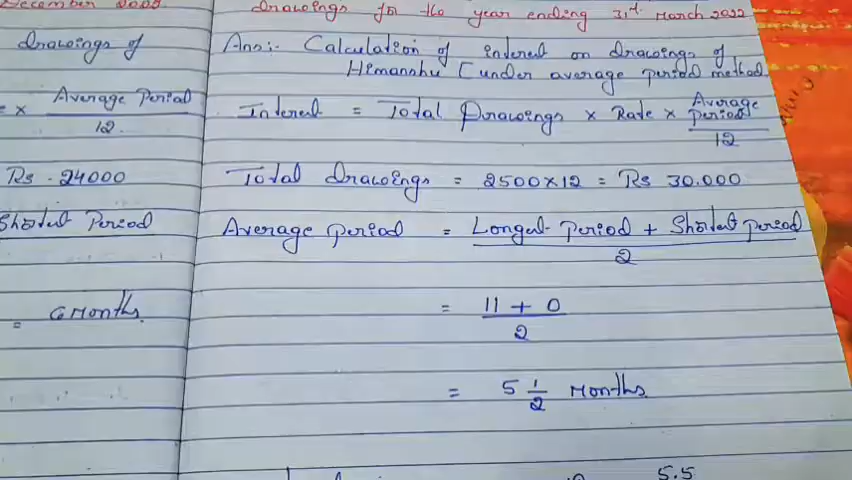 December 2005
drawings of
× Average Period
12
Rs. 24000
Shortest Period
= 6 Months.
drawings for the year ending 31st March 2022
Ans:- Calculation of interest on drawings of
Himanshu (under average period method
Interest = Total Drawings × Rate × Average Period
12
Total drawings = 2500×12 = Rs 30.000
Average period = Longest Period + Shortest period
2
= 11 + 0
2
= 5 1/2 Months.
5.5